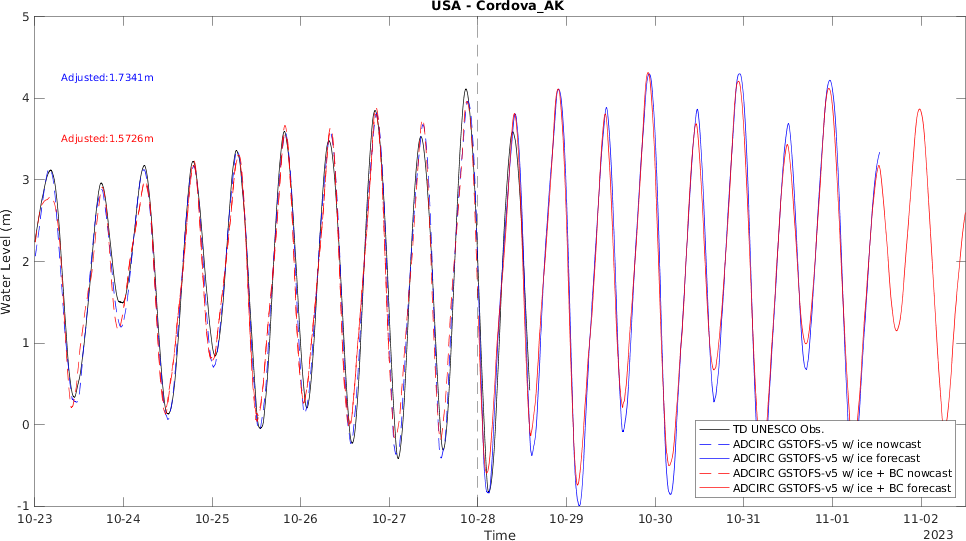 USA - Cordova_AK
5
4
3
2
1
0
-1
Water Level (m)
Adjusted:1.7341m
Adjusted:1.5726m
TD UNESCO Obs.
ADCIRC GSTOFS-v5 w/ ice nowcast
ADCIRC GSTOFS-v5 w/ ice forecast
ADCIRC GSTOFS-v5 w/ ice + BC nowcast
ADCIRC GSTOFS-v5 w/ ice + BC forecast
10-23 10-24 10-25 10-26 10-27 10-28 10-29 10-30 10-31 11-01 11-02
Time
2023